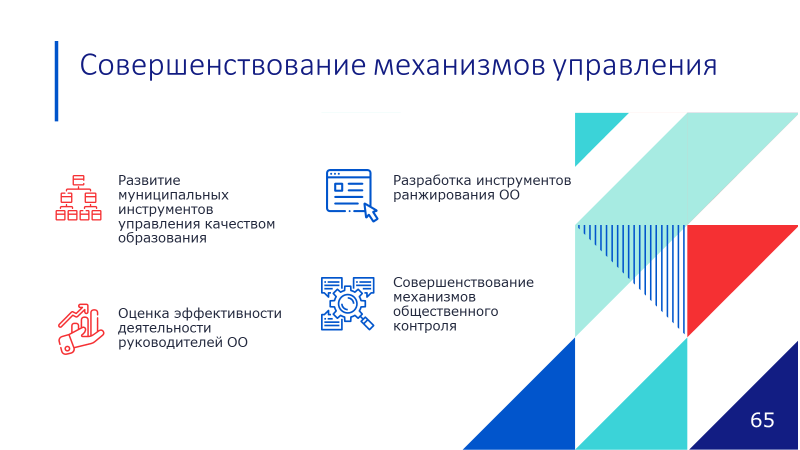 Совершенствование механизмов управления
Развитие
муниципальных
инструментов
управления качеством
образования
Оценка эффективности
деятельности
руководителей ОО
Разработка инструментов
ранжирования ОО
Совершенствование
механизмов
общественного
контроля
65